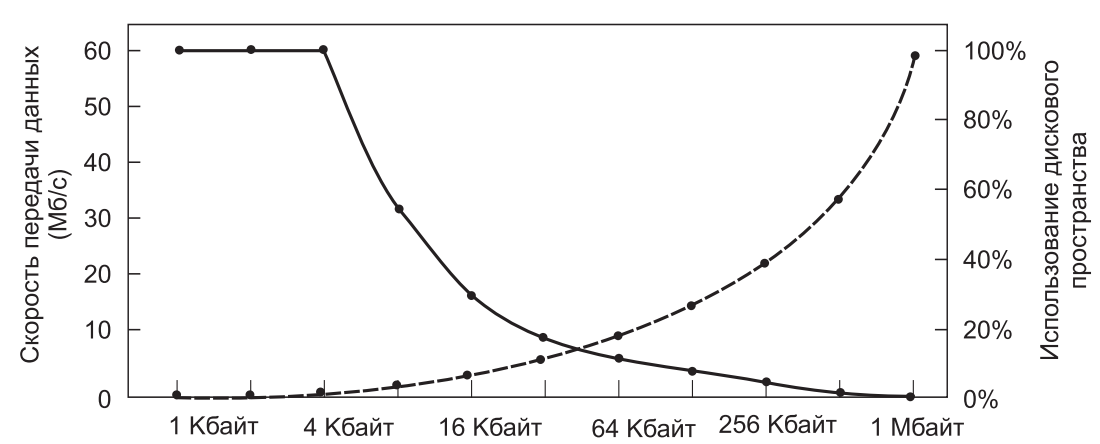 Скорость передачи данных
(Мб/с)
60
50
40
30
20
10
0
1 Кбайт
4 Кбайт
16 Кбайт
64 Кбайт
256 Кбайт
1 Мбайт
100%
80%
60%
40%
20%
0%
Использование дискового
пространства